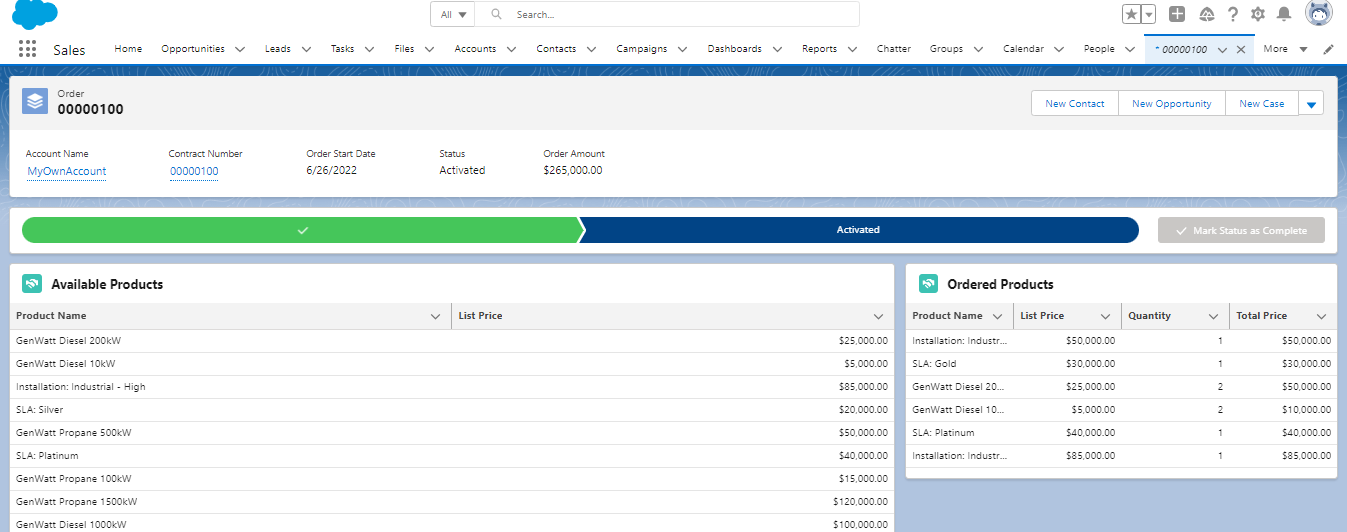 All Search...
Sales Home Opportunities Leads Tasks Files Accounts Contacts Campaigns Dashboards Reports Chatter Groups Calendar People * 00000100 More
Order
00000100
New Contact New Opportunity New Case
Account Name Contract Number Order Start Date Status Order Amount
MyOwnAccount 00000100 6/26/2022 Activated $265,000.00
Activated Mark Status as Complete
Available Products
Product Name List Price
GenWatt Diesel 200kW $25,000.00
GenWatt Diesel 10kW $5,000.00
Installation: Industrial - High $85,000.00
SLA: Silver $20,000.00
GenWatt Propane 500kW $50,000.00
SLA: Platinum $40,000.00
GenWatt Propane 100kW $15,000.00
GenWatt Propane 1500kW $120,000.00
GenWatt Diesel 1000kW $100,000.00
Ordered Products
Product Name List Price Quantity Total Price
Installation: Industr... $50,000.00 1 $50,000.00
SLA: Gold $30,000.00 1 $30,000.00
GenWatt Diesel 20... $25,000.00 2 $50,000.00
GenWatt Diesel 10... $5,000.00 2 $10,000.00
SLA: Platinum $40,000.00 1 $40,000.00
Installation: Industr... $85,000.00 1 $85,000.00